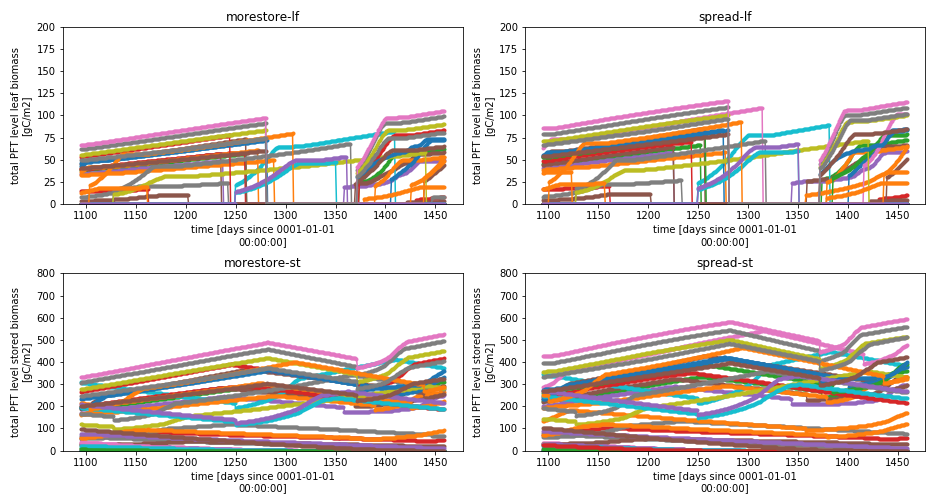 morestore-lf
total PFT level leaf biomass
[gC/m2]
200
175
150
125
100
75
50
25
0
1100 1150 1200 1250 1300 1350 1400 1450
time [days since 0001-01-01
00:00:00]
spread-lf
total PFT level leaf biomass
[gC/m2]
200
175
150
125
100
75
50
25
0
1100 1150 1200 1250 1300 1350 1400 1450
time [days since 0001-01-01
00:00:00]
morestore-st
total PFT level stored biomass
[gC/m2]
800
700
600
500
400
300
200
100
0
1100 1150 1200 1250 1300 1350 1400 1450
time [days since 0001-01-01
00:00:00]
spread-st
total PFT level stored biomass
[gC/m2]
800
700
600
500
400
300
200
100
0
1100 1150 1200 1250 1300 1350 1400 1450
time [days since 0001-01-01
00:00:00]